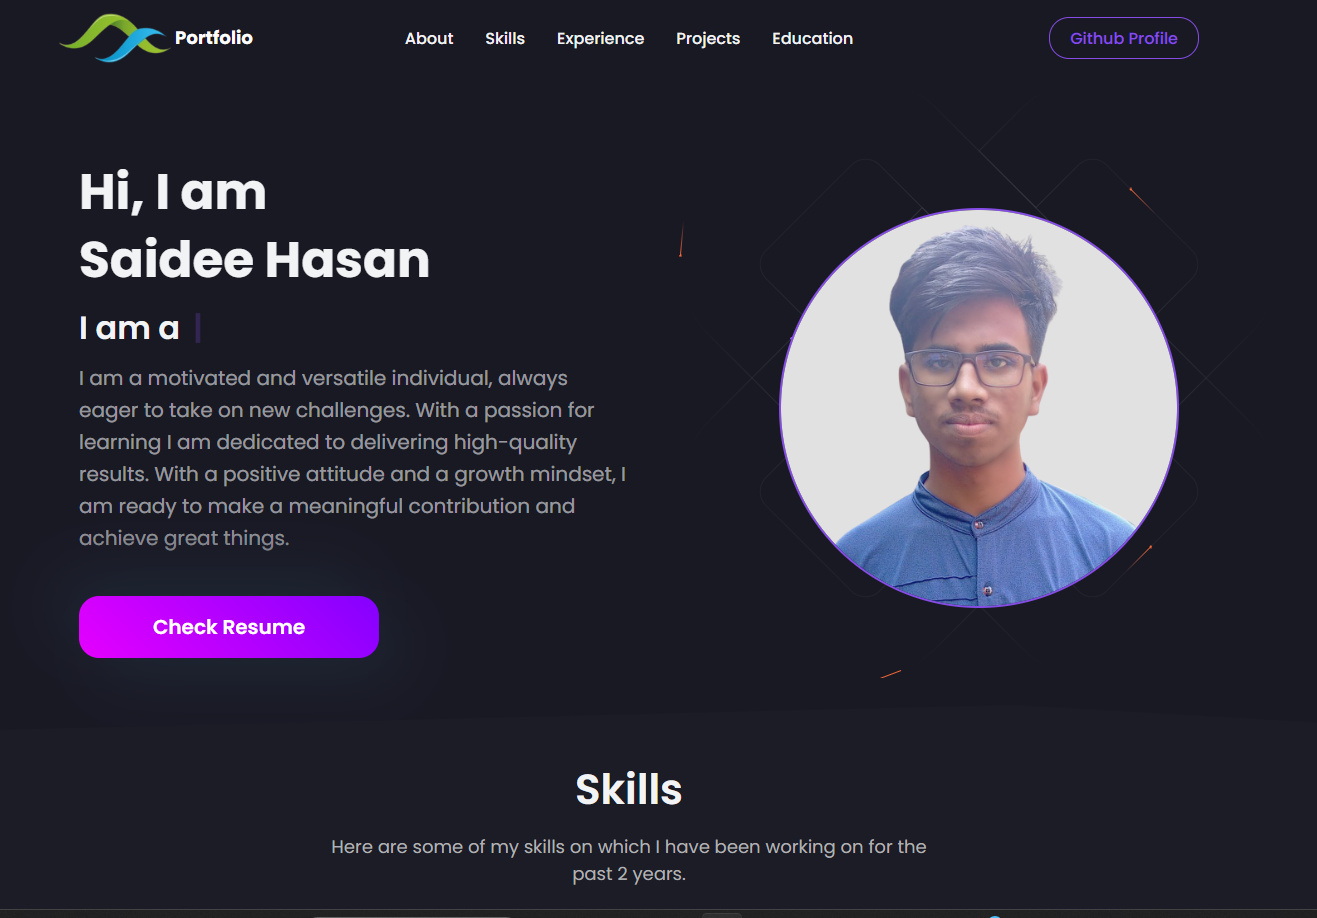 Portfolio
About
Skills
Experience
Projects
Education
Github Profile
Hi, I am
Saidee Hasan
I am a
I am a motivated and versatile individual, always
eager to take on new challenges. With a passion for
learning I am dedicated to delivering high-quality
results. With a positive attitude and a growth mindset, I
am ready to make a meaningful contribution and
achieve great things.
Check Resume
Skills
Here are some of my skills on which I have been working on for the
past 2 years.